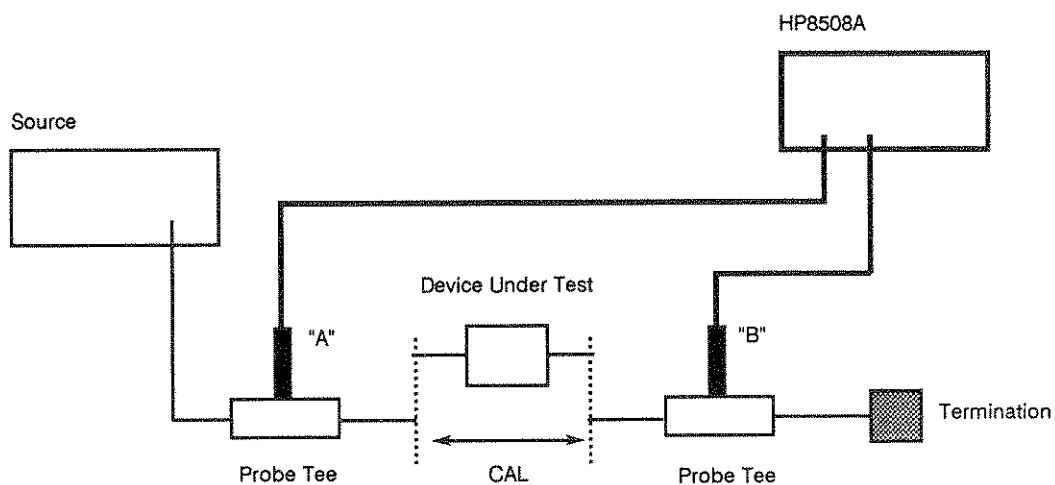 HP8508A
Source
Device Under Test
"A"
"B"
Termination
Probe Tee
CAL
Probe Tee